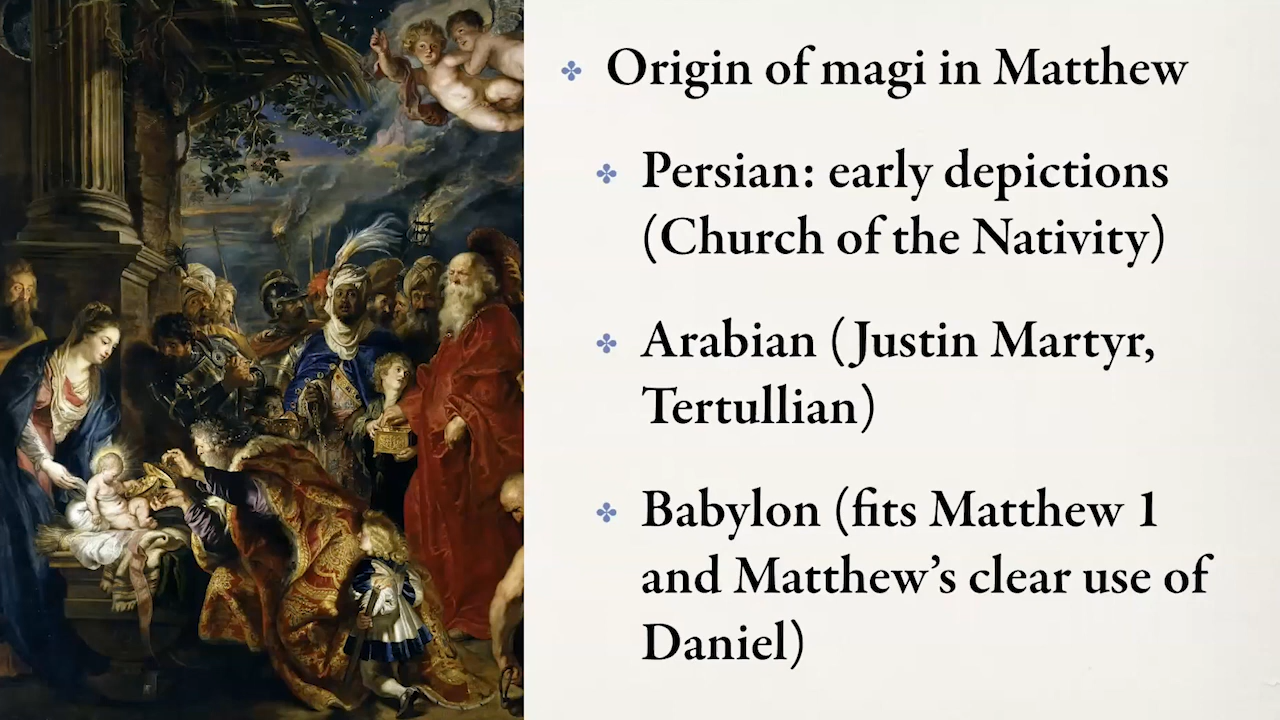 Origin of magi in Matthew
Persian: early depictions
(Church of the Nativity)
Arabian (Justin Martyr,
Tertullian)
Babylon (fits Matthew 1
and Matthew’s clear use of
Daniel)